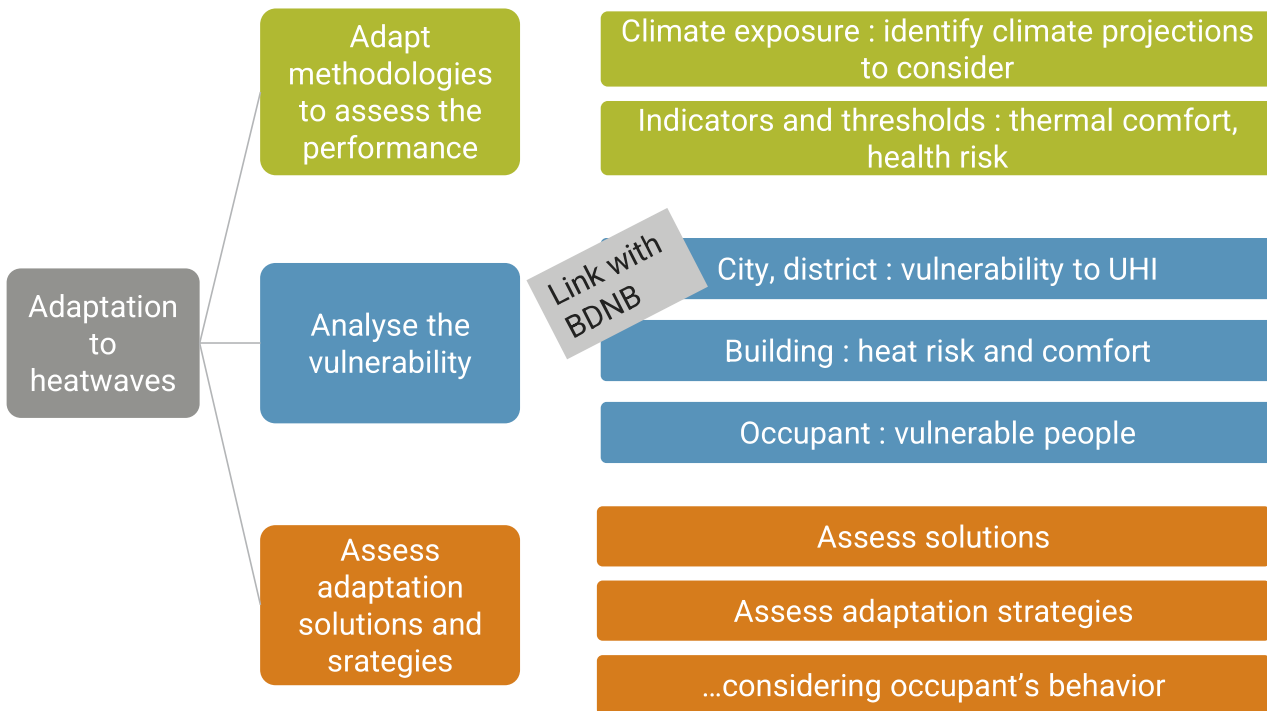 Adaptation
to
heatwaves
Adapt
methodologies
to assess the
performance
Climate exposure : identify climate projections
to consider
Indicators and thresholds : thermal comfort,
health risk
Analyse the
vulnerability
Link with
BDNB
City, district : vulnerability to UHI
Building : heat risk and comfort
Occupant : vulnerable people
Assess
adaptation
solutions and
srategies
Assess solutions
Assess adaptation strategies
…considering occupant’s behavior